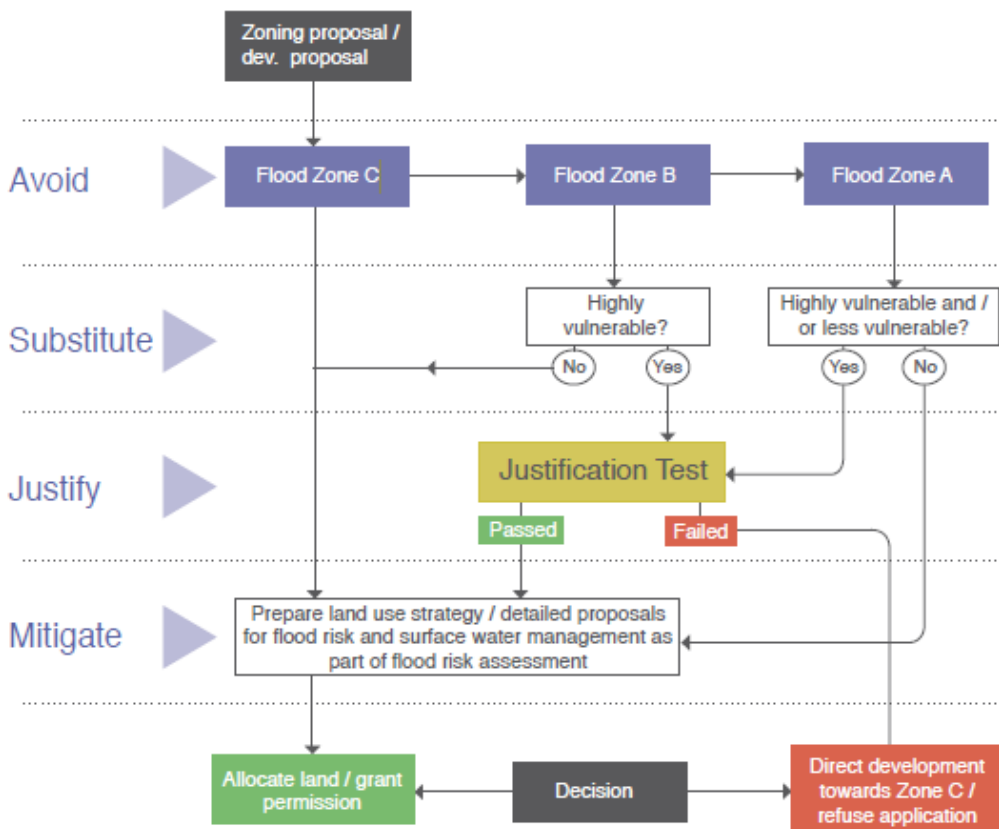 Zoning proposal /
dev. proposal
Avoid
Flood Zone C
Flood Zone B
Flood Zone A
Substitute
Highly
vulnerable?
No
Yes
Highly vulnerable and /
or less vulnerable?
Yes
No
Justify
Justification Test
Passed
Failed
Mitigate
Prepare land use strategy / detailed proposals
for flood risk and surface water management as
part of flood risk assessment
Allocate land / grant
permission
Decision
Direct development
towards Zone C /
refuse application